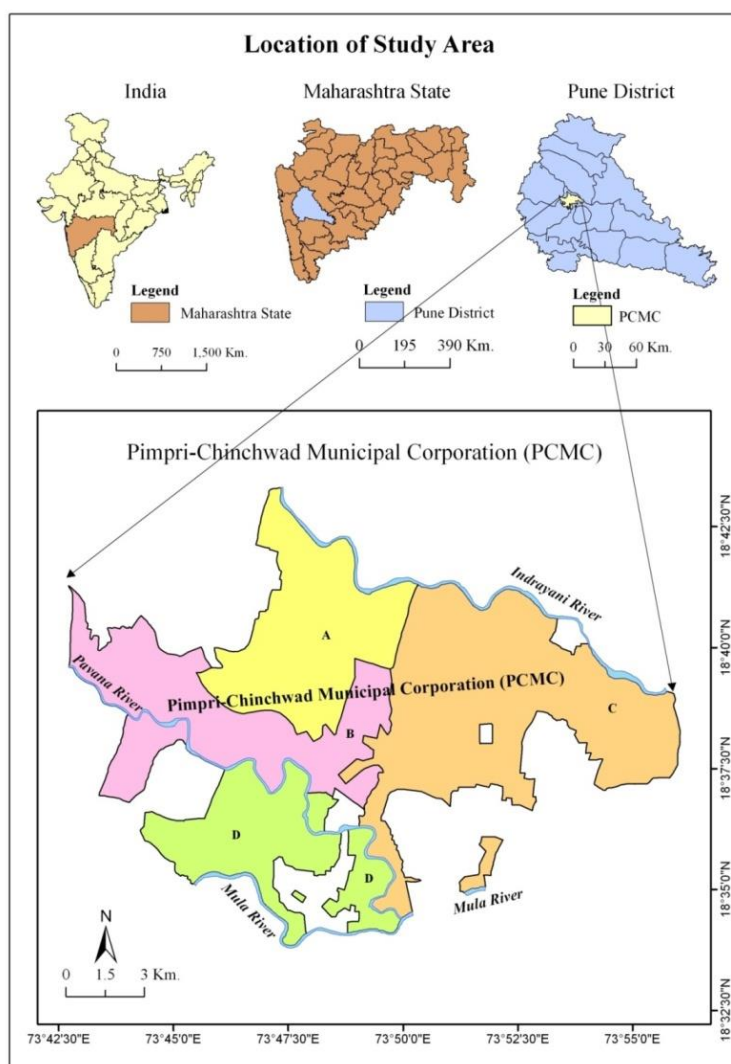 Location of Study Area
India
Maharashtra State
Pune District
Legend
Maharashtra State
0 750 1,500 Km.
Legend
Pune District
0 195 390 Km.
Legend
PCMC
0 30 60 Km.
Pimpri-Chinchwad Municipal Corporation (PCMC)
Indrayani River
A
Pavana River
Pimpri-Chinchwad Municipal Corporation (PCMC)
B
C
D
D
Mula River
Mula River
N
0 1.5 3 Km.
18°42'30"N
18°40'0"N
18°37'30"N
18°35'0"N
18°32'30"N
73°42'30"E 73°45'0"E 73°47'30"E 73°50'0"E 73°52'30"E 73°55'0"E